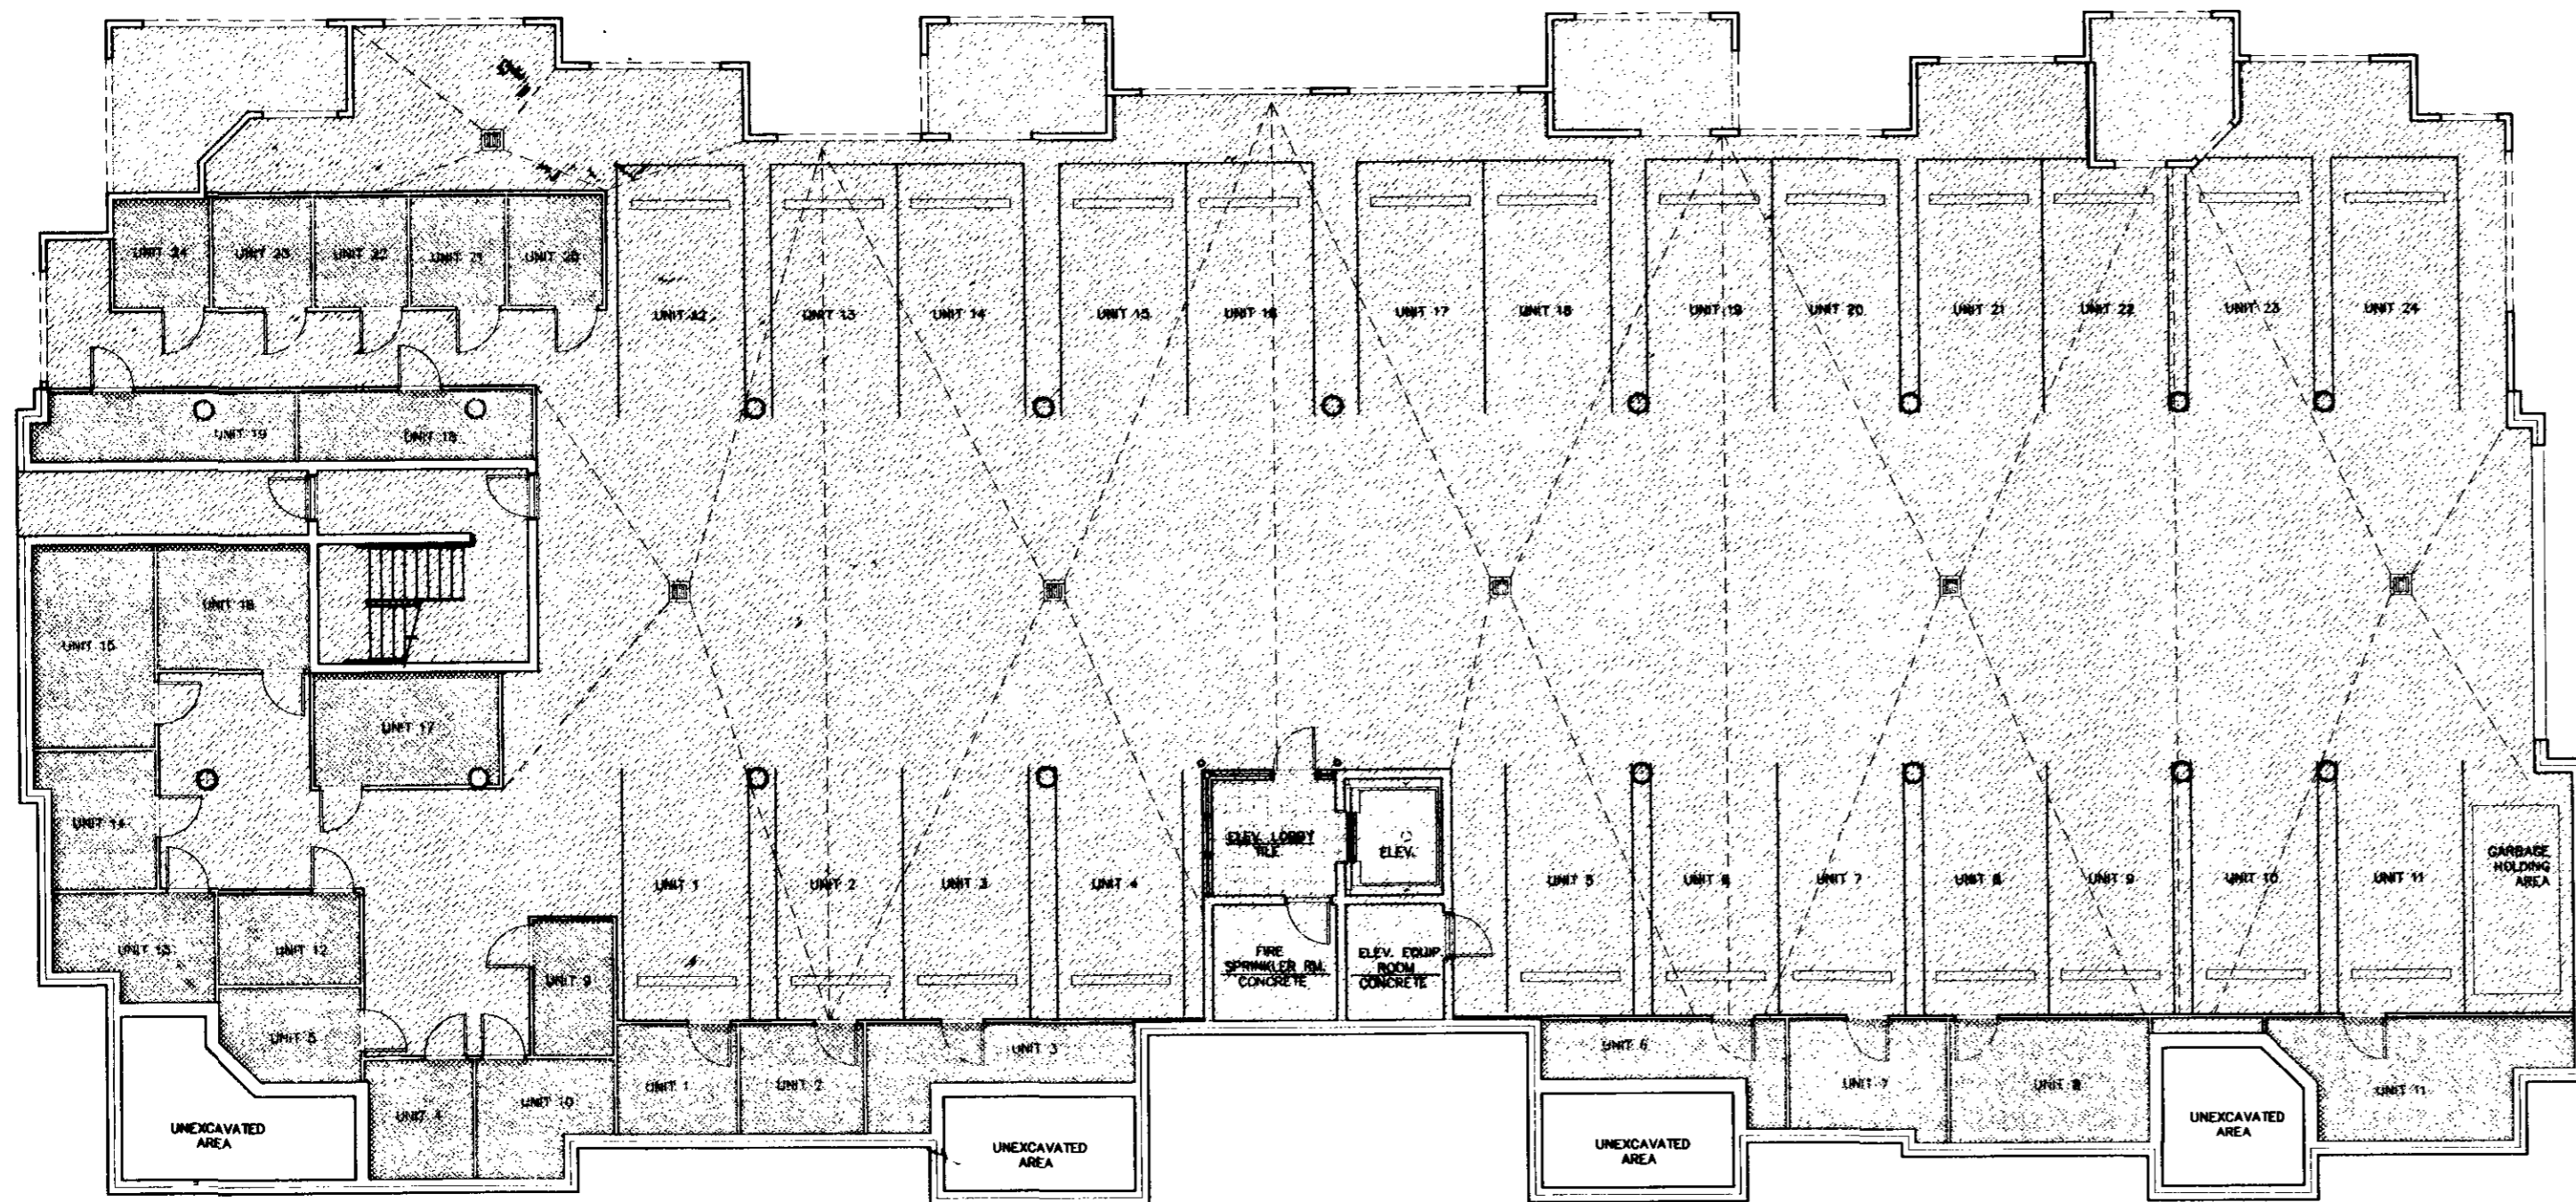 UNIT 24
UNIT 23
UNIT 22
UNIT 21
UNIT 20
UNIT 12
UNIT 13
UNIT 14
UNIT 15
UNIT 16
UNIT 17
UNIT 18
UNIT 19
UNIT 20
UNIT 21
UNIT 22
UNIT 23
UNIT 24
UNIT 19
UNIT 18
UNIT 15
UNIT 16
UNIT 17
UNIT 14
UNIT 13
UNIT 12
UNIT 5
UNIT 9
UNIT 4
UNIT 10
UNIT 1
UNIT 2
UNIT 3
UNIT 4
ELEV. LOBBY
TILE
ELEV.
FIRE
SPRINKLER RM.
CONCRETE
ELEV. EQUIP
ROOM
CONCRETE
UNIT 5
UNIT 6
UNIT 7
UNIT 8
UNIT 9
UNIT 10
UNIT 11
GARBAGE
HOLDING
AREA
UNIT 1
UNIT 2
UNIT 3
UNIT 6
UNIT 7
UNIT 8
UNIT 11
UNEXCAVATED
AREA
UNEXCAVATED
AREA
UNEXCAVATED
AREA
UNEXCAVATED
AREA